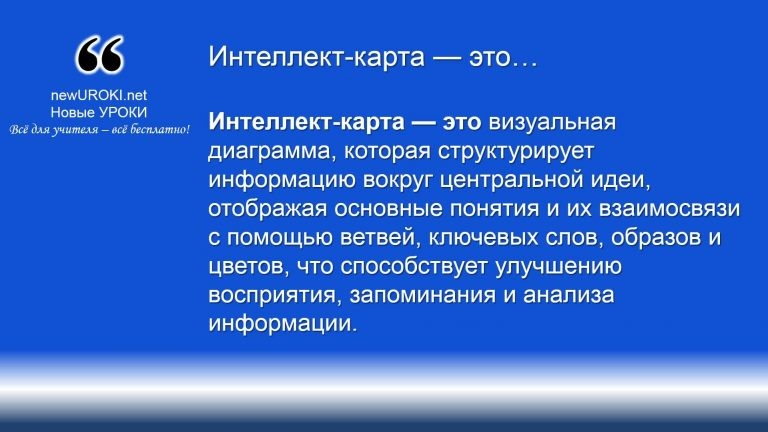 “
newUROKI.net
Новые УРОКИ
Всё для учителя – всё бесплатно!
Интеллект-карта — это…
Интеллект-карта — это визуальная
диаграмма, которая структурирует
информацию вокруг центральной идеи,
отображая основные понятия и их взаимосвязи
с помощью ветвей, ключевых слов, образов и
цветов, что способствует улучшению
восприятия, запоминания и анализа
информации.